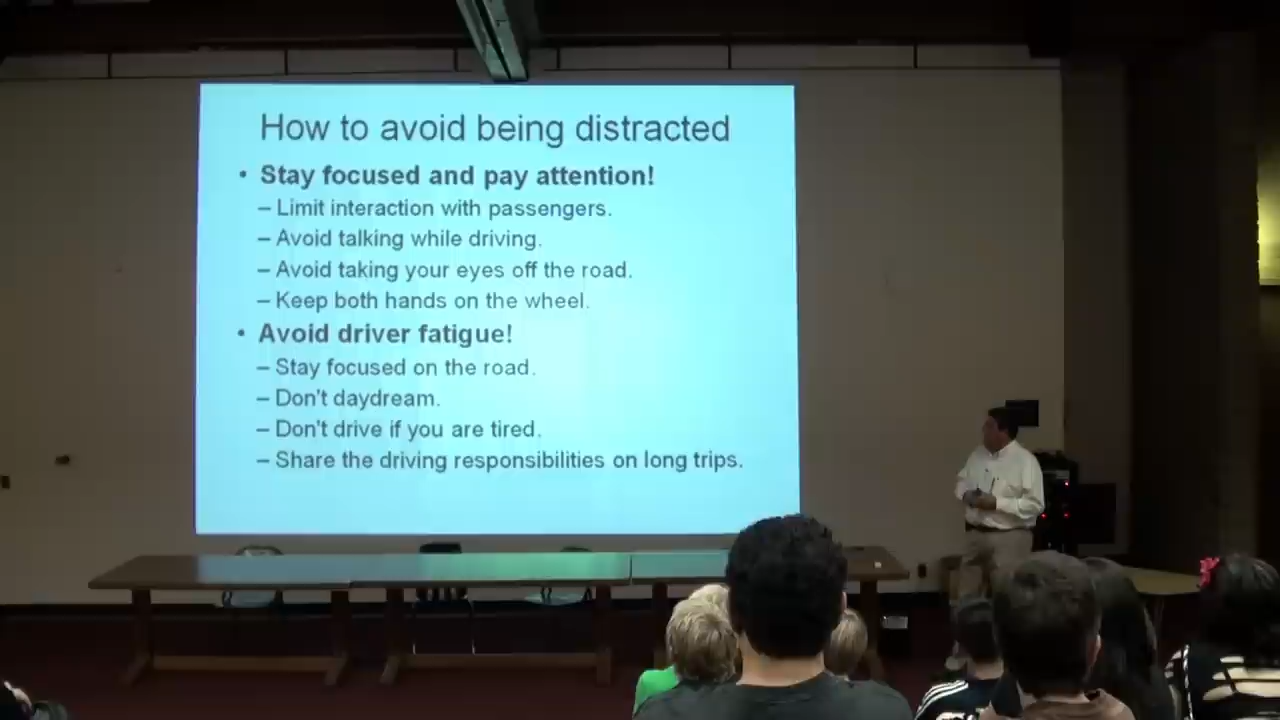 How to avoid being distracted
• Stay focused and pay attention!
– Limit interaction with passengers.
– Avoid talking while driving.
– Avoid taking your eyes off the road.
– Keep both hands on the wheel.
• Avoid driver fatigue!
– Stay focused on the road.
– Don't daydream.
– Don't drive if you are tired.
– Share the driving responsibilities on long trips.